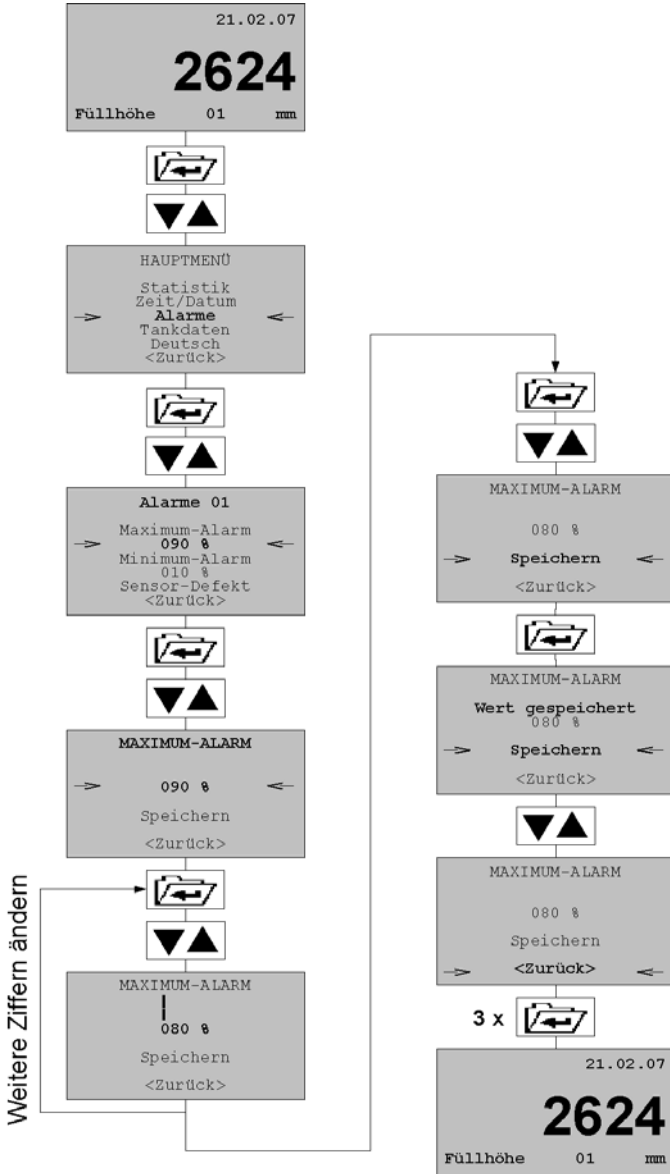 21.02.07
2624
Füllhöhe 01 mm
HAUPTMENÜ
Statistik
Zeit/Datum
Alarme
Tankdaten
Deutsch
<Zurück>
Alarme 01
Maximum-Alarm
090 %
Minimum-Alarm
010 %
Sensor-Defekt
<Zurück>
MAXIMUM-ALARM
090 %
Speichern
<Zurück>
Weitere Ziffern ändern
MAXIMUM-ALARM
080 %
Speichern
<Zurück>
MAXIMUM-ALARM
080 %
Speichern
<Zurück>
MAXIMUM-ALARM
Wert gespeichert
080 %
Speichern
<Zurück>
MAXIMUM-ALARM
080 %
Speichern
<Zurück>
3 x
21.02.07
2624
Füllhöhe 01 mm